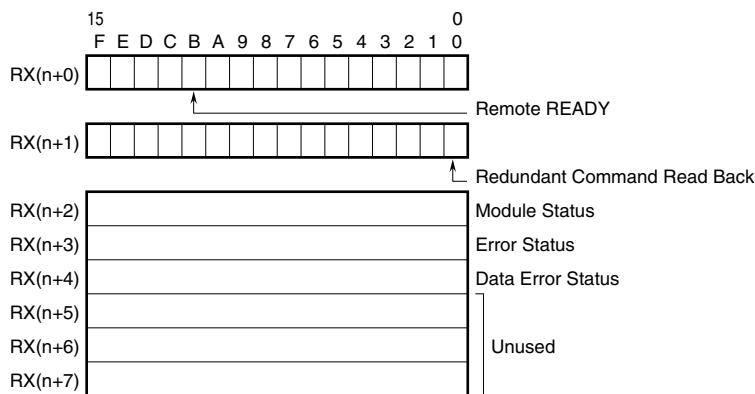 15 0
F E D C B A 9 8 7 6 5 4 3 2 1 0
RX(n+0)
Remote READY
RX(n+1)
Redundant Command Read Back
RX(n+2) Module Status
RX(n+3) Error Status
RX(n+4) Data Error Status
RX(n+5)
RX(n+6) Unused
RX(n+7)